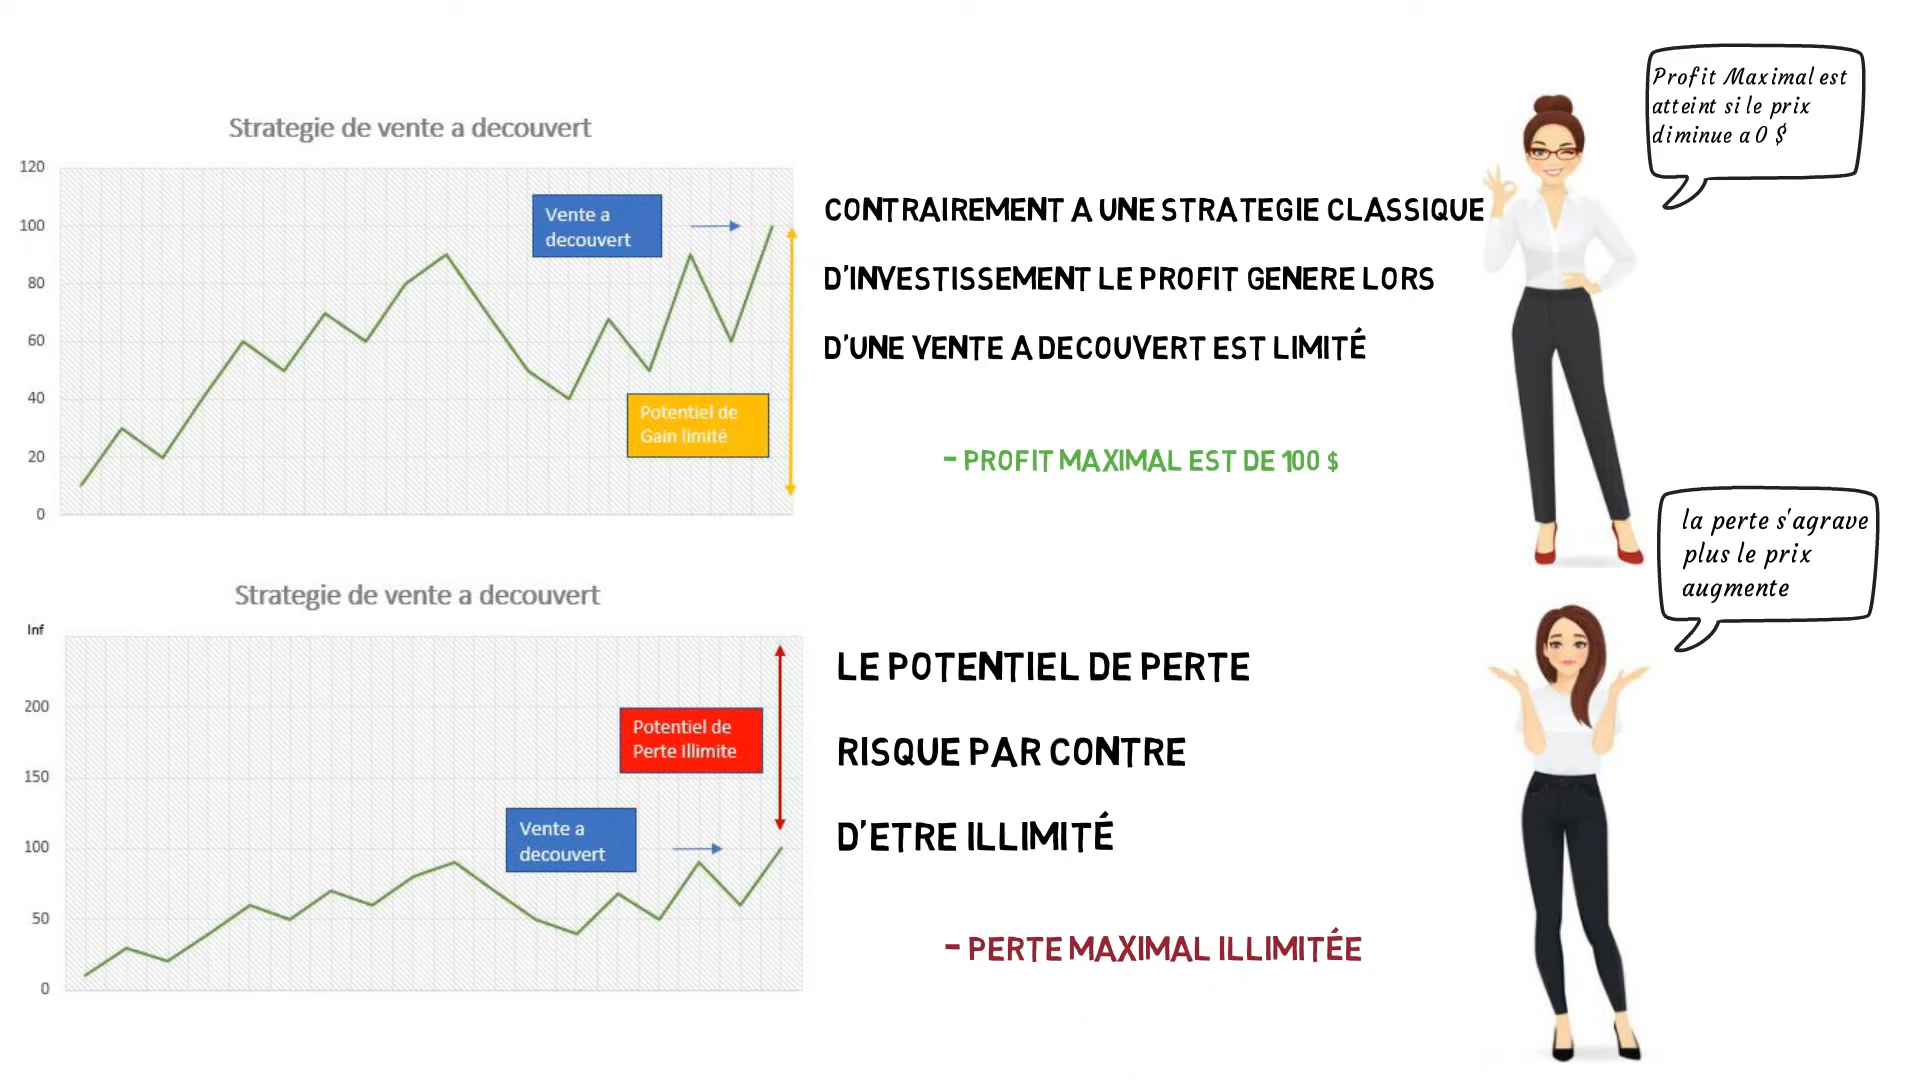 Strategie de vente a decouvert
120
100
80
60
40
20
0
Vente a
decouvert
Potentiel de
Gain limité
CONTRAIREMENT A UNE STRATEGIE CLASSIQUE
D'INVESTISSEMENT LE PROFIT GENERE LORS
D'UNE VENTE A DECOUVERT EST LIMITÉ
- PROFIT MAXIMAL EST DE 100 $
Profit Maximal est
atteint si le prix
diminue a 0 $
Strategie de vente a decouvert
Inf
200
150
100
50
0
Potentiel de
Perte Illimite
Vente a
decouvert
LE POTENTIEL DE PERTE
RISQUE PAR CONTRE
D'ETRE ILLIMITÉ
- PERTE MAXIMAL ILLIMITÉE
la perte s'agrave
plus le prix
augmente